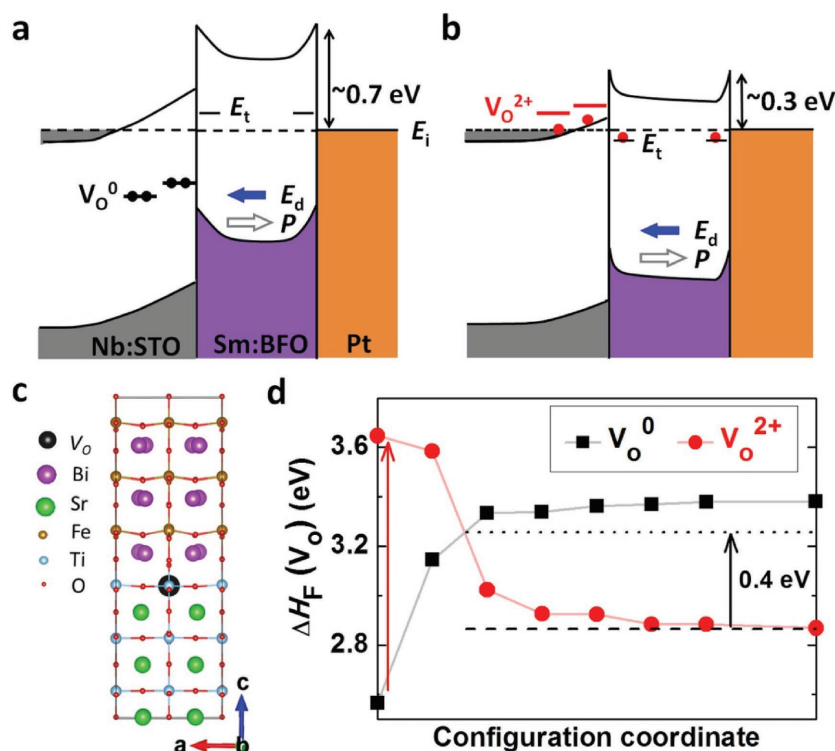 a
~0.7 eV
Et
Ei
VO0
Ed
P
Nb:STO
Sm:BFO
Pt
b
VO2+
~0.3 eV
Et
Ed
P
c
VO
Bi
Sr
Fe
Ti
O
c
a
b
d
VO0
VO2+
3.6
3.2
2.8
ΔHF (VO) (eV)
0.4 eV
Configuration coordinate